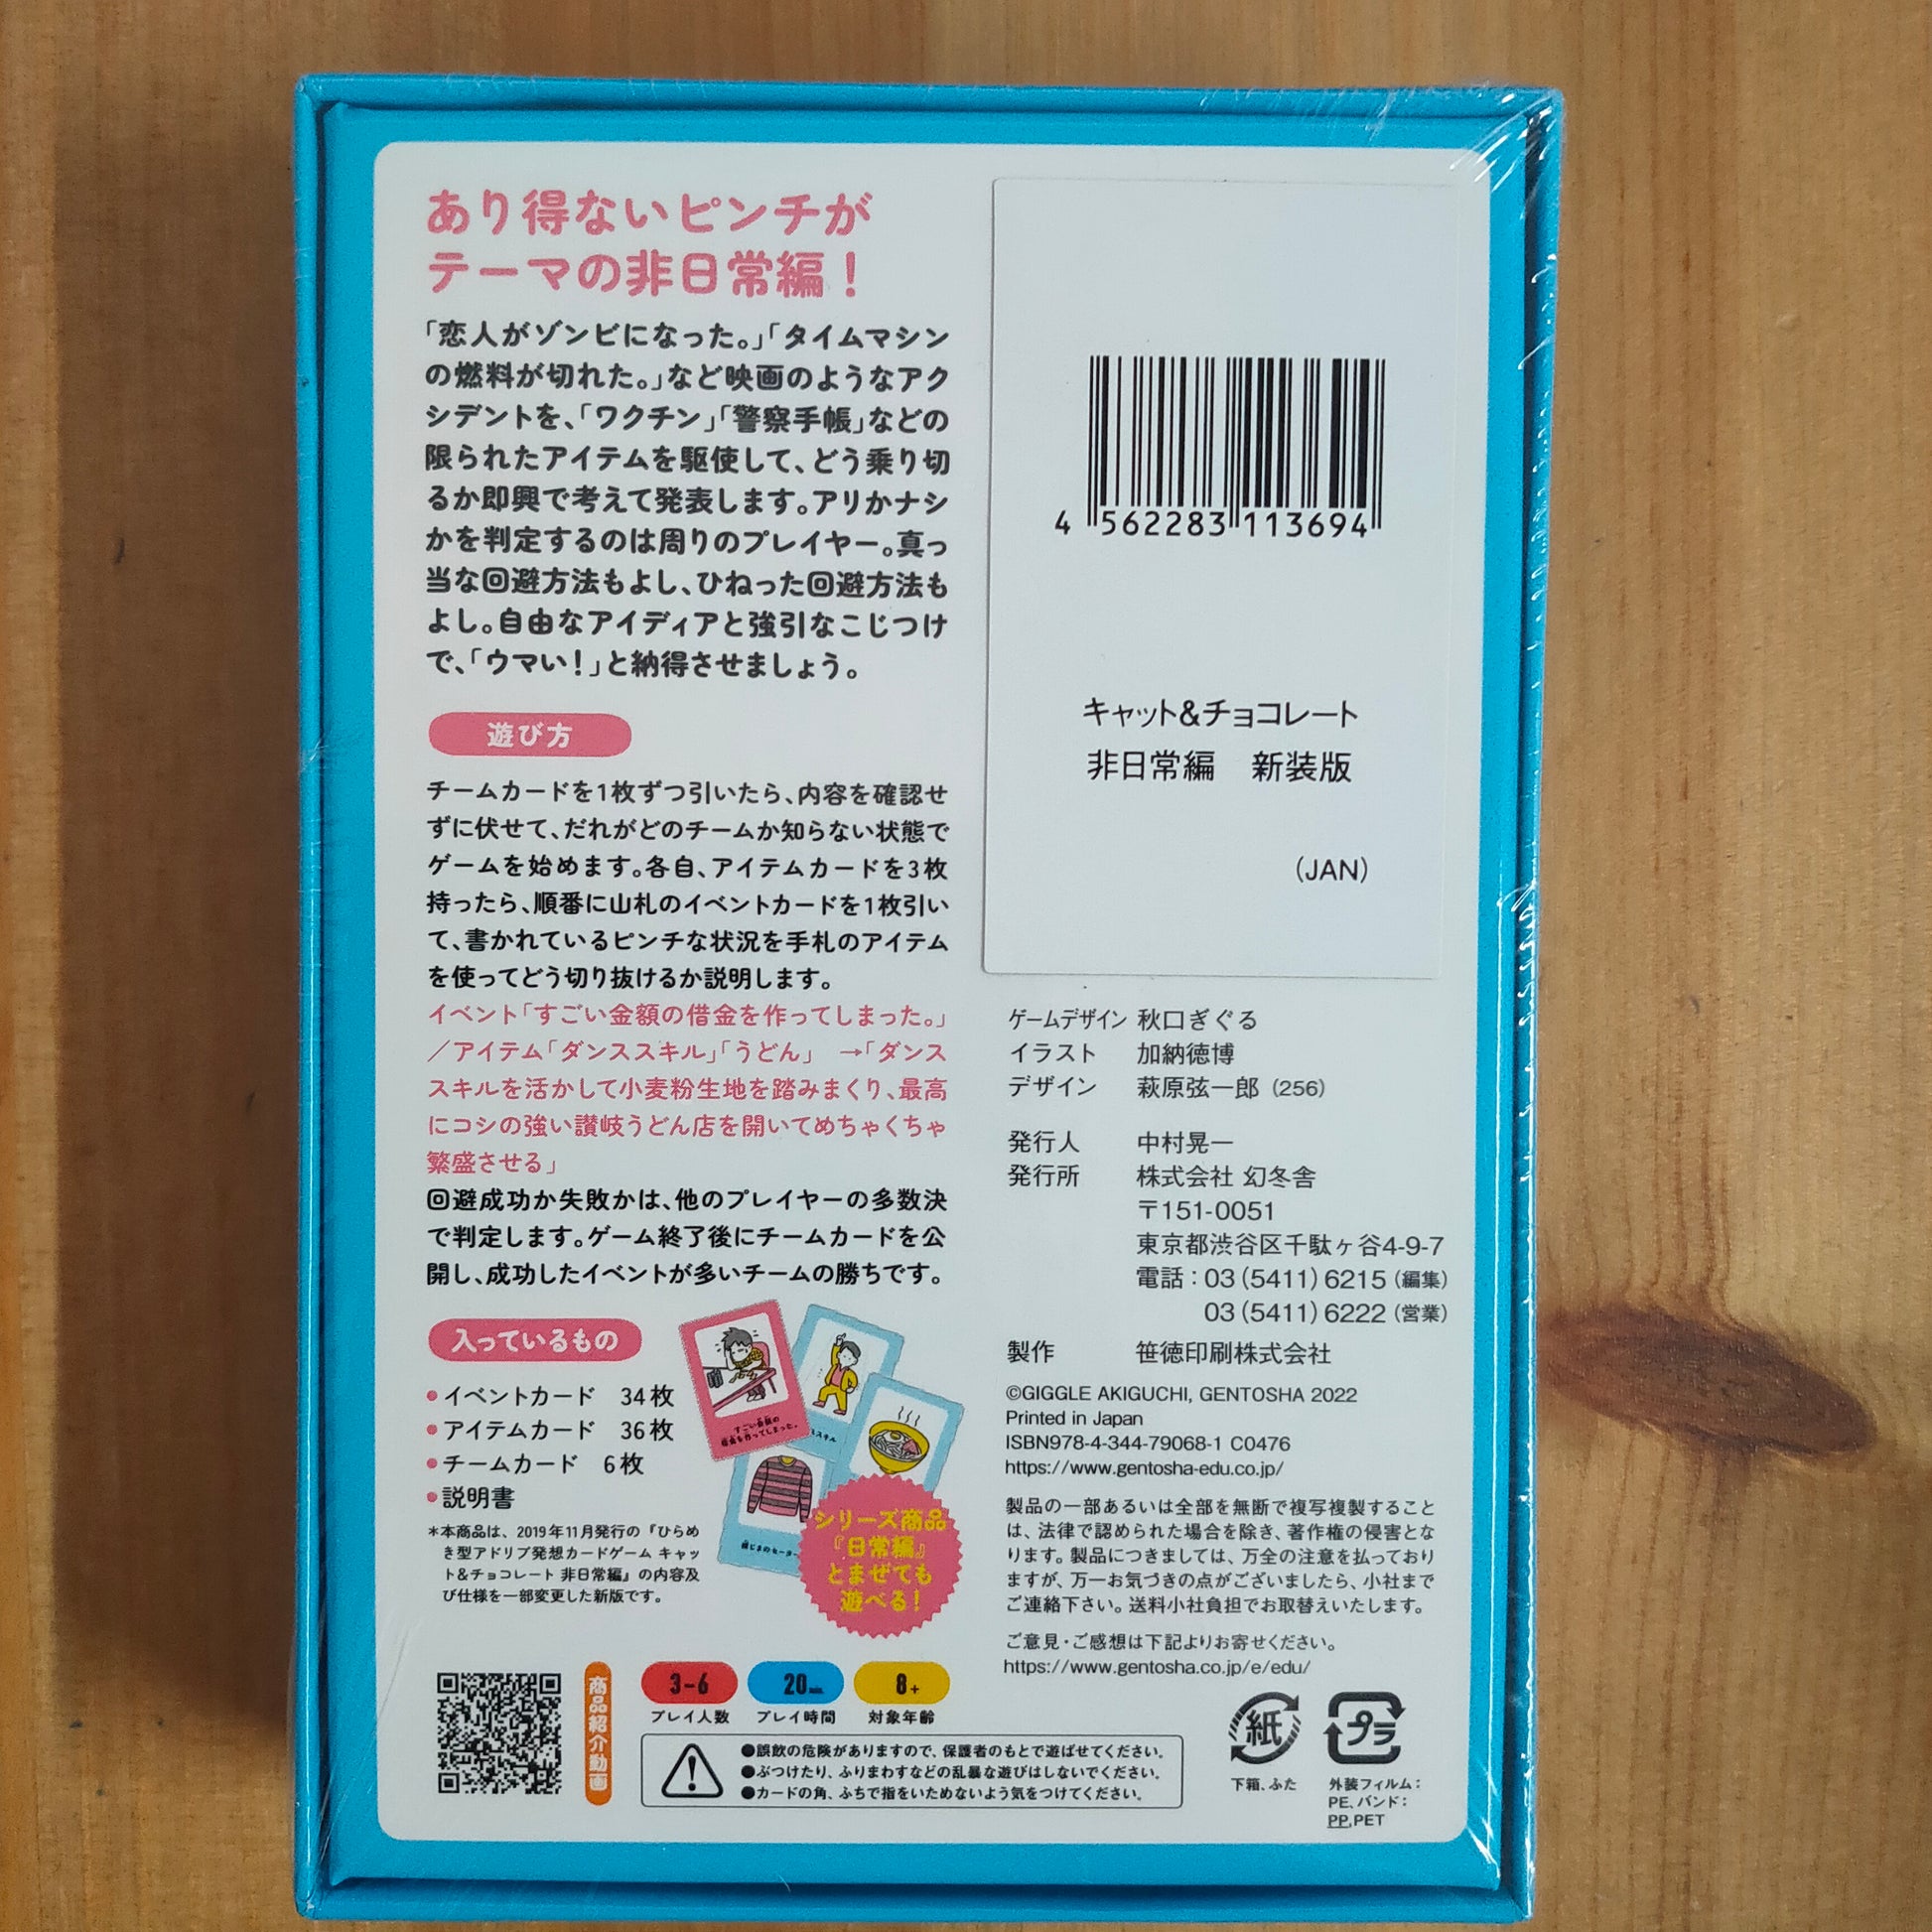 あり得ないピンチが
テーマの非日常編！
「恋人がゾンビになった。」「タイムマシン
の燃料が切れた。」など映画のようなアク
シデントを、「ワクチン」「警察手帳」などの
限られたアイテムを駆使して、どう乗り切
るか即興で考えて発表します。アリかナシ
かを判定するのは周りのプレイヤー。真っ
当な回避方法もよし、ひねった回避方法も
よし。自由なアイディアと強引なこじつけ
で、「ウマい！」と納得させましょう。
遊び方
チームカードを1枚ずつ引いたら、内容を確認せ
ずに伏せて、だれがどのチームか知らない状態で
ゲームを始めます。各自、アイテムカードを3枚
持ったら、順番に山札のイベントカードを1枚引い
て、書かれているピンチな状況を手札のアイテム
を使ってどう切り抜けるか説明します。
イベント「すごい金額の借金を作ってしまった。」
／アイテム「ダンススキル」「うどん」　→「ダンス
スキルを活かして小麦粉生地を踏みまくり、最高
にコシの強い讃岐うどん店を開いてめちゃくちゃ
繁盛させる」
回避成功か失敗かは、他のプレイヤーの多数決
で判定します。ゲーム終了後にチームカードを公
開し、成功したイベントが多いチームの勝ちです。
入っているもの
●イベントカード　34枚
●アイテムカード　36枚
●チームカード　6枚
●説明書
＊本商品は、2019年11月発行の『ひらめ
き型アドリブ発想カードゲーム キャッ
ト&チョコレート 非日常編』の内容及
び仕様を一部変更した新版です。
すごい金額の
借金を作ってしまった。
スキル
縞じまのセーター
シリーズ商品
『日常編』
とまぜても
遊べる！
商品紹介動画
3-6
プレイ人数
20min.
プレイ時間
8+
対象年齢
●誤飲の危険がありますので、保護者のもとで遊ばせてください。
●ぶつけたり、ふりまわすなどの乱暴な遊びはしないでください。
●カードの角、ふちで指をいためないよう気をつけてください。
4 562283 113694
キャット&チョコレート
非日常編　新装版
(JAN)
ゲームデザイン 秋口ぎぐる
イラスト 加納徳博
デザイン 萩原弦一郎（256）
発行人 中村晃一
発行所 株式会社 幻冬舎
〒151-0051
東京都渋谷区千駄ヶ谷4-9-7
電話：03（5411）6215（編集）
03（5411）6222（営業）
製作 笹徳印刷株式会社
©GIGGLE AKIGUCHI, GENTOSHA 2022
Printed in Japan
ISBN978-4-344-79068-1 C0476
https://www.gentosha-edu.co.jp/
製品の一部あるいは全部を無断で複写複製すること
は、法律で認められた場合を除き、著作権の侵害とな
ります。製品につきましては、万全の注意を払っており
ますが、万一お気づきの点がございましたら、小社まで
ご連絡下さい。送料小社負担でお取替えいたします。
ご意見・ご感想は下記よりお寄せください。
https://www.gentosha.co.jp/e/edu/
紙
下箱、ふた
プラ
外装フィルム：
PE、バンド：
PP,PET